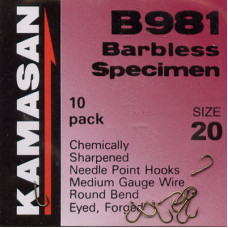 KAMASAN
B981
Barbless
Specimen
10
pack
SIZE
20
Chemically
Sharpened
Needle Point Hooks
Medium Gauge Wire
Round Bend
Eyed, Forged